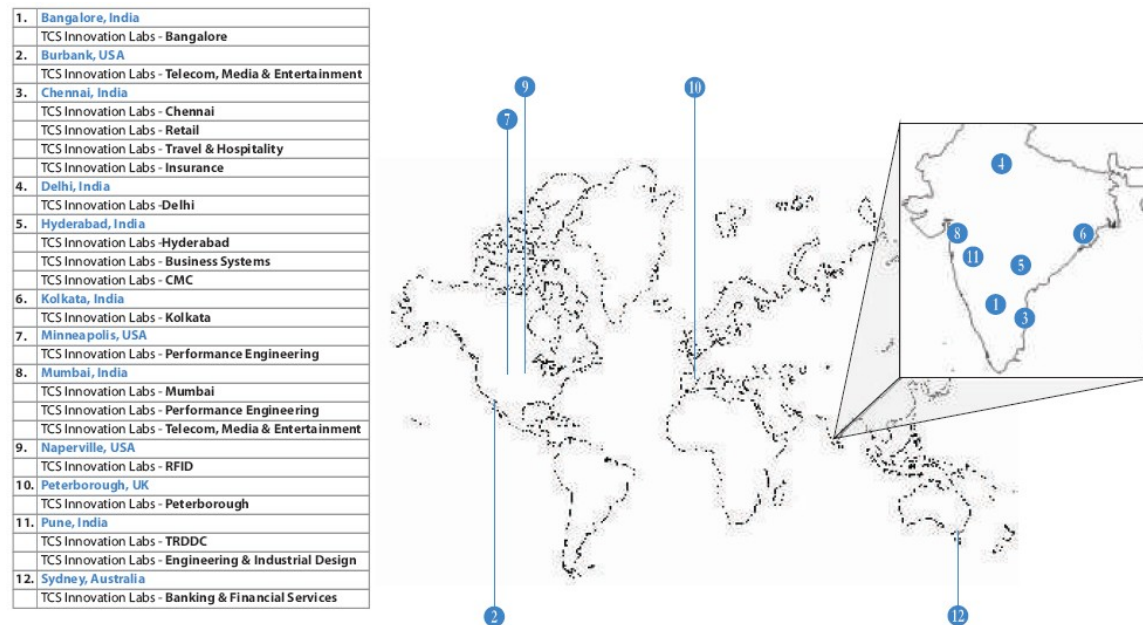 1. Bangalore, India
TCS Innovation Labs - Bangalore
2. Burbank, USA
TCS Innovation Labs - Telecom, Media & Entertainment
3. Chennai, India
TCS Innovation Labs - Chennai
TCS Innovation Labs - Retail
TCS Innovation Labs - Travel & Hospitality
TCS Innovation Labs - Insurance
4. Delhi, India
TCS Innovation Labs -Delhi
5. Hyderabad, India
TCS Innovation Labs -Hyderabad
TCS Innovation Labs - Business Systems
TCS Innovation Labs - CMC
6. Kolkata, India
TCS Innovation Labs - Kolkata
7. Minneapolis, USA
TCS Innovation Labs - Performance Engineering
8. Mumbai, India
TCS Innovation Labs - Mumbai
TCS Innovation Labs - Performance Engineering
TCS Innovation Labs - Telecom, Media & Entertainment
9. Naperville, USA
TCS Innovation Labs - RFID
10. Peterborough, UK
TCS Innovation Labs - Peterborough
11. Pune, India
TCS Innovation Labs - TRDDC
TCS Innovation Labs - Engineering & Industrial Design
12. Sydney, Australia
TCS Innovation Labs - Banking & Financial Services
9
10
7
4
8
6
11
5
1
3
2
12